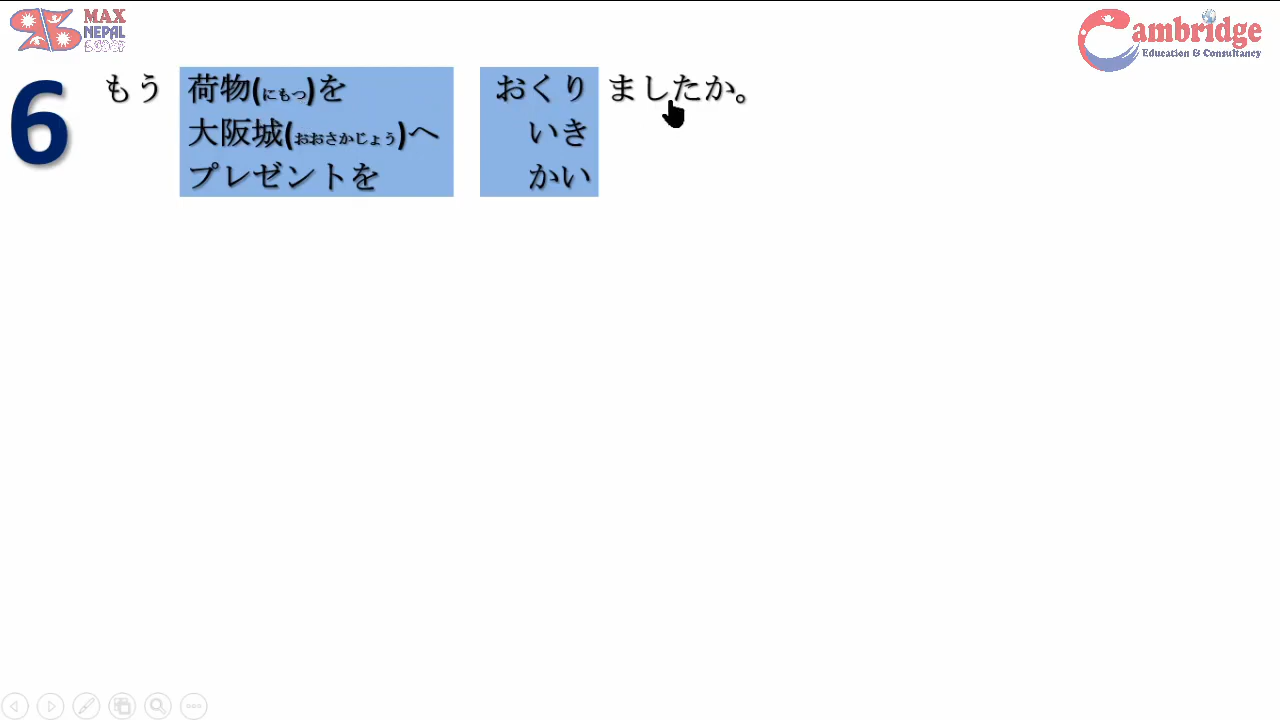 MAX
NEPAL
Cambridge
Education & Consultancy
6
もう 荷物(にもつ)を おくり ましたか。
大阪城(おおさかじょう)へ いき
プレゼントを かい